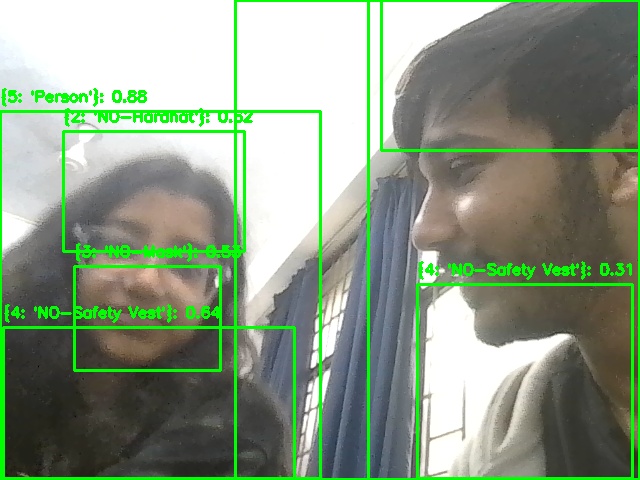 {5: 'Person'}: 0.88
{2: 'NO-Hardhat'}: 0.52
{3: 'NO-Mask'}: 0.53
{4: 'NO-Safety Vest'}: 0.31
{4: 'NO-Safety Vest'}: 0.64